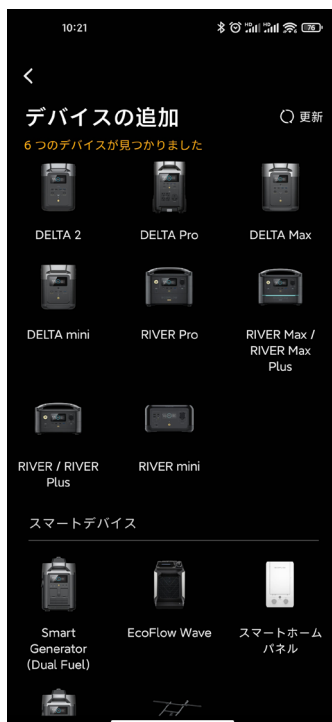 10:21
HD HD 76
デバイスの追加
更新
6 つのデバイスが見つかりました
DELTA 2 DELTA Pro DELTA Max
DELTA mini RIVER Pro RIVER Max /
RIVER Max
Plus
RIVER / RIVER RIVER mini
Plus
スマートデバイス
Smart EcoFlow Wave スマートホーム
Generator パネル
(Dual Fuel)